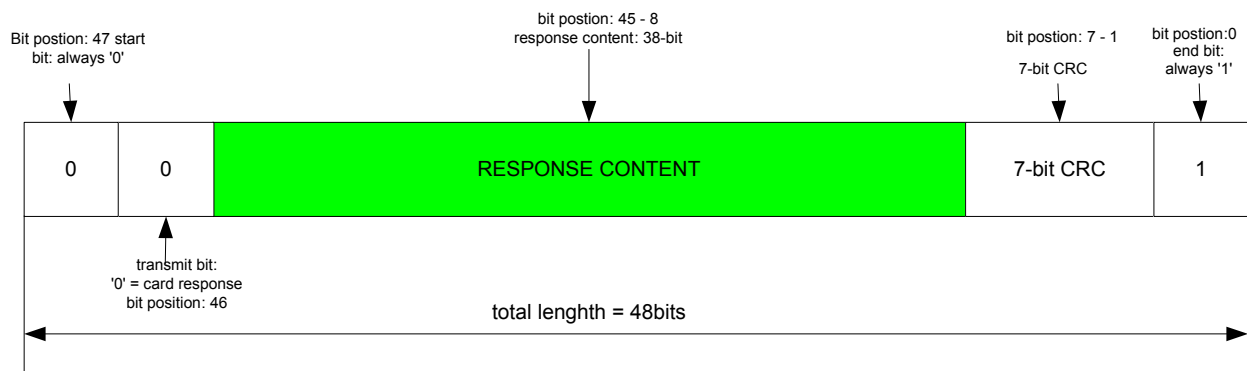 Bit postion: 47 start
bit: always '0'
bit postion: 45 - 8
response content: 38-bit
bit postion: 7 - 1
7-bit CRC
bit postion:0
end bit:
always '1'
0
0
RESPONSE CONTENT
7-bit CRC
1
transmit bit:
'0' = card response
bit position: 46
total lenghth = 48bits